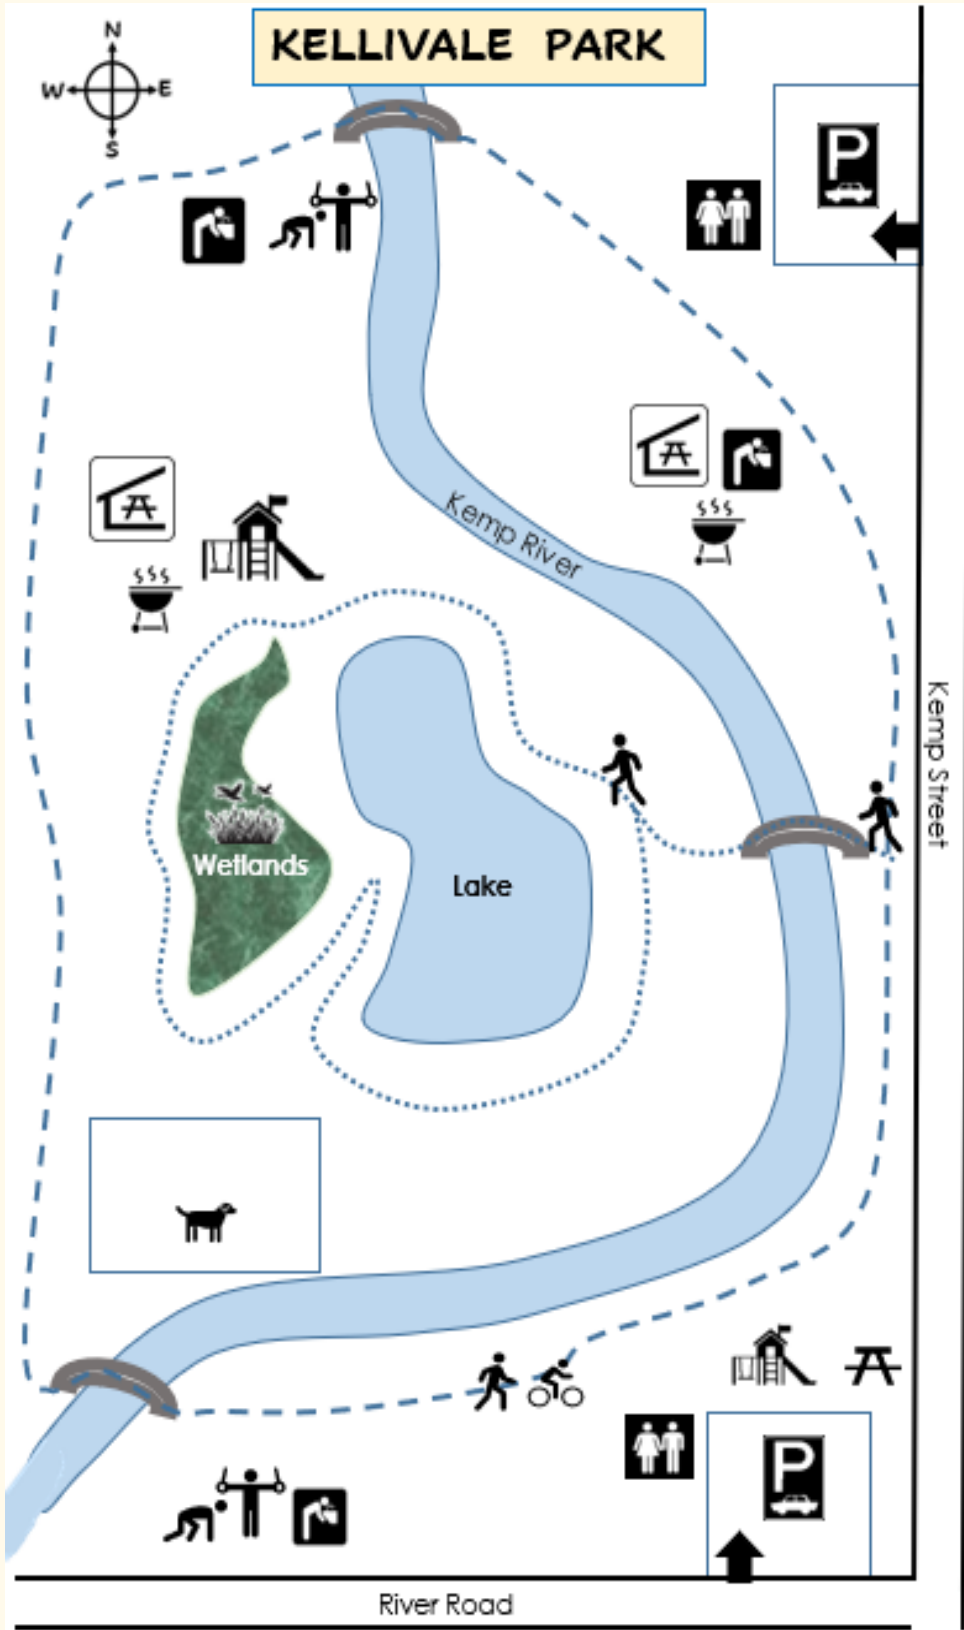 KELLIVALE PARK
N
W E
S
P
Kemp River
Kemp Street
Wetlands
Lake
P
River Road